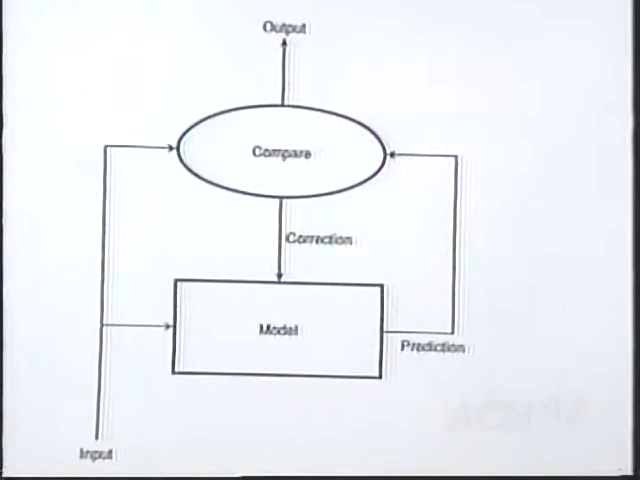 Output
Compare
Correction
Model
Prediction
Input